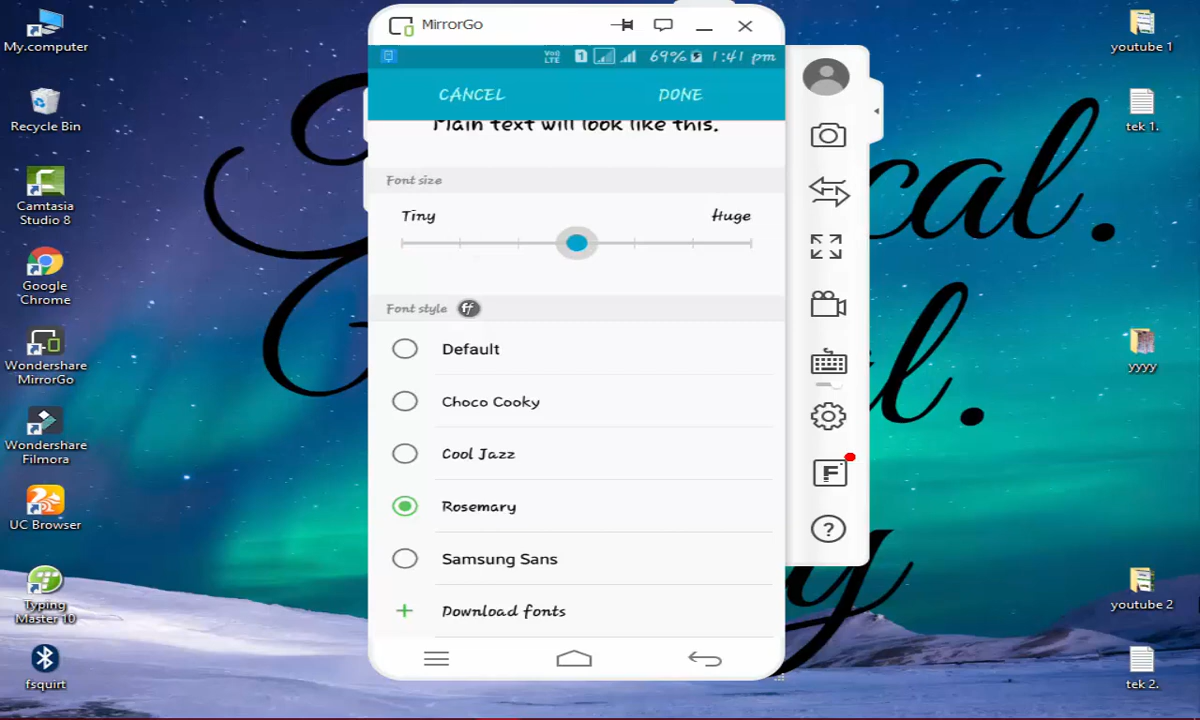 My.computer
Recycle Bin
Camtasia
Studio 8
Google
Chrome
Wondershare
MirrorGo
Wondershare
Filmora
UC Browser
Typing
Master 10
fsquirt
MirrorGo
VoLTE 1 69% 1:41 pm
CANCEL DONE
Main text will look like this.
Font size
Tiny Huge
Font style ff
Default
Choco Cooky
Cool Jazz
Rosemary
Samsung Sans
+ Download fonts
F
?
youtube 1
tek 1.
yyyy
youtube 2
tek 2.